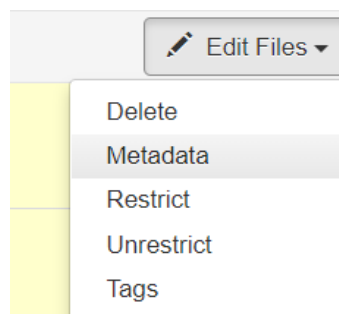 Edit Files
Delete
Metadata
Restrict
Unrestrict
Tags